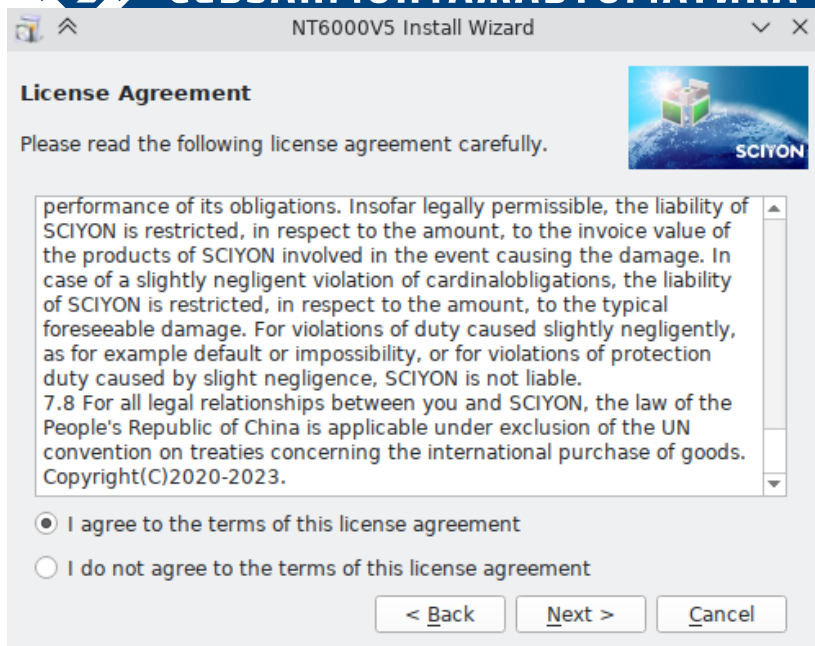 СЕВЗАПМОНТАЖАВТОМАТИКА
NT6000V5 Install Wizard
License Agreement
Please read the following license agreement carefully.
SCIYON
performance of its obligations. Insofar legally permissible, the liability of
SCIYON is restricted, in respect to the amount, to the invoice value of
the products of SCIYON involved in the event causing the damage. In
case of a slightly negligent violation of cardinalobligations, the liability
of SCIYON is restricted, in respect to the amount, to the typical
foreseeable damage. For violations of duty caused slightly negligently,
as for example default or impossibility, or for violations of protection
duty caused by slight negligence, SCIYON is not liable.
7.8 For all legal relationships between you and SCIYON, the law of the
People's Republic of China is applicable under exclusion of the UN
convention on treaties concerning the international purchase of goods.
Copyright(C)2020-2023.
I agree to the terms of this license agreement
I do not agree to the terms of this license agreement
< Back
Next >
Cancel